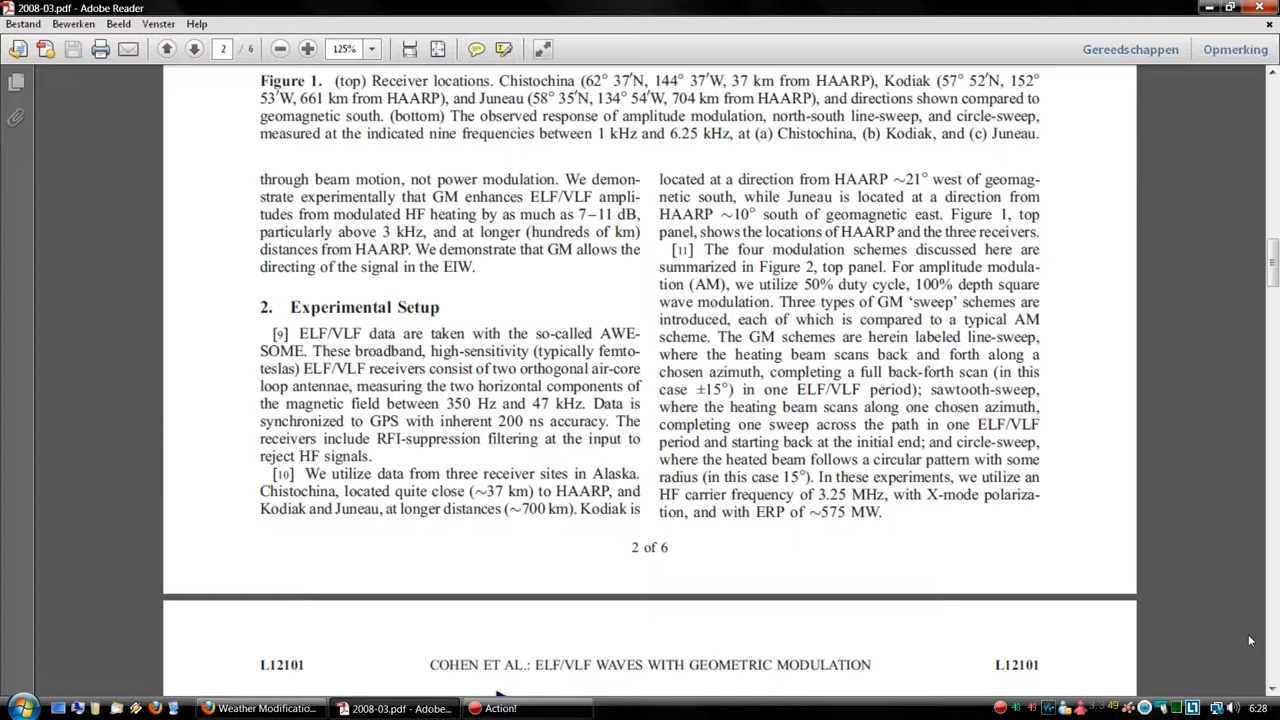 2008-03.pdf - Adobe Reader
Bestand Bewerken Beeld Venster Help
2 / 6 125% Gereedschappen Opmerking
Figure 1. (top) Receiver locations. Chistochina (62° 37′N, 144° 37′W, 37 km from HAARP), Kodiak (57° 52′N, 152°
53′W, 661 km from HAARP), and Juneau (58° 35′N, 134° 54′W, 704 km from HAARP), and directions shown compared to
geomagnetic south. (bottom) The observed response of amplitude modulation, north-south line-sweep, and circle-sweep,
measured at the indicated nine frequencies between 1 kHz and 6.25 kHz, at (a) Chistochina, (b) Kodiak, and (c) Juneau.
through beam motion, not power modulation. We demon-
strate experimentally that GM enhances ELF/VLF ampli-
tudes from modulated HF heating by as much as 7–11 dB,
particularly above 3 kHz, and at longer (hundreds of km)
distances from HAARP. We demonstrate that GM allows the
directing of the signal in the EIW.
2. Experimental Setup
[9] ELF/VLF data are taken with the so-called AWE-
SOME. These broadband, high-sensitivity (typically femto-
teslas) ELF/VLF receivers consist of two orthogonal air-core
loop antennae, measuring the two horizontal components of
the magnetic field between 350 Hz and 47 kHz. Data is
synchronized to GPS with inherent 200 ns accuracy. The
receivers include RFI-suppression filtering at the input to
reject HF signals.
[10] We utilize data from three receiver sites in Alaska.
Chistochina, located quite close (∼37 km) to HAARP, and
Kodiak and Juneau, at longer distances (∼700 km). Kodiak is
located at a direction from HAARP ∼21° west of geomag-
netic south, while Juneau is located at a direction from
HAARP ∼10° south of geomagnetic east. Figure 1, top
panel, shows the locations of HAARP and the three receivers.
[11] The four modulation schemes discussed here are
summarized in Figure 2, top panel. For amplitude modula-
tion (AM), we utilize 50% duty cycle, 100% depth square
wave modulation. Three types of GM ‘sweep’ schemes are
introduced, each of which is compared to a typical AM
scheme. The GM schemes are herein labeled line-sweep,
where the heating beam scans back and forth along a
chosen azimuth, completing a full back-forth scan (in this
case ±15°) in one ELF/VLF period); sawtooth-sweep,
where the heating beam scans along one chosen azimuth,
completing one sweep across the path in one ELF/VLF
period and starting back at the initial end; and circle-sweep,
where the heated beam follows a circular pattern with some
radius (in this case 15°). In these experiments, we utilize an
HF carrier frequency of 3.25 MHz, with X-mode polariza-
tion, and with ERP of ∼575 MW.
2 of 6
L12101 COHEN ET AL.: ELF/VLF WAVES WITH GEOMETRIC MODULATION L12101
Weather Modificatio... 2008-03.pdf - Adobe... Action! 6:28